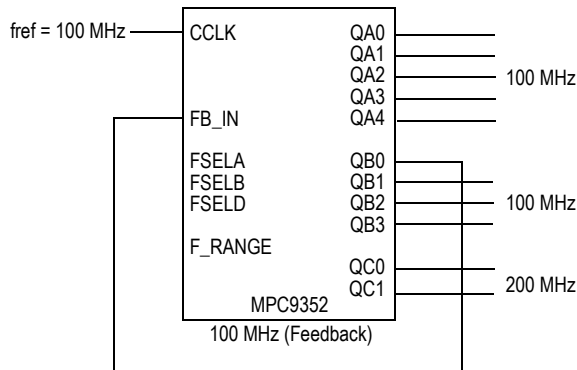 fref = 100 MHz
CCLK
FB_IN
FSELA
FSELB
FSELD
F_RANGE
QA0
QA1
QA2
QA3
QA4
100 MHz
QB0
QB1
QB2
QB3
100 MHz
QC0
QC1
200 MHz
MPC9352
100 MHz (Feedback)